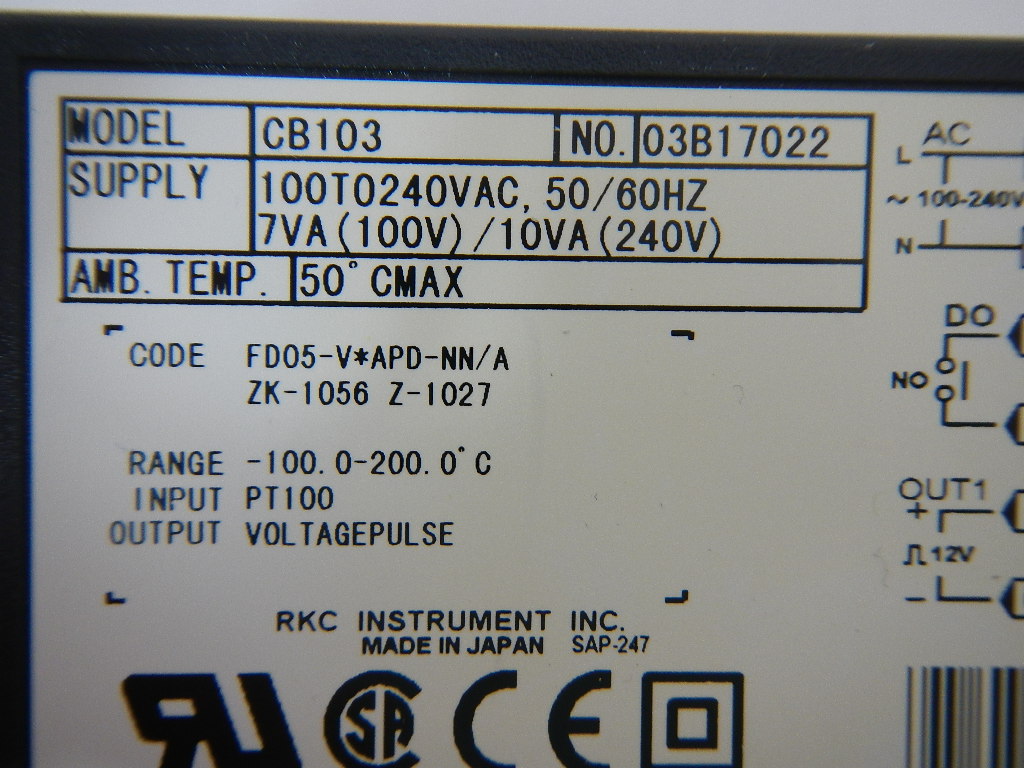 MODEL CB103 NO. 03B17022
SUPPLY 100TO240VAC, 50/60HZ
7VA(100V)/10VA(240V)
AMB. TEMP. 50°CMAX
CODE FD05-V*APD-NN/A
ZK-1056 Z-1027
RANGE -100.0-200.0°C
INPUT PT100
OUTPUT VOLTAGEPULSE
RKC INSTRUMENT INC.
MADE IN JAPAN SAP-247
SA
CE
AC
L
~ 100-240V
N
DO
NO
OUT1
+
12V
-